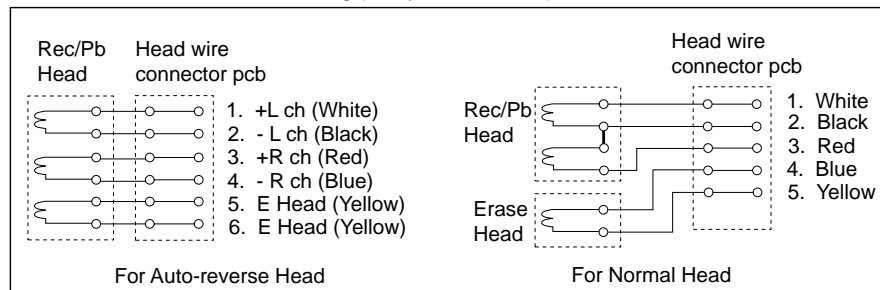 Rec/Pb Head
Head wire connector pcb
1. +L ch (White)
2. - L ch (Black)
3. +R ch (Red)
4. - R ch (Blue)
5. E Head (Yellow)
6. E Head (Yellow)
For Auto-reverse Head
Head wire connector pcb
Rec/Pb Head
Erase Head
1. White
2. Black
3. Red
4. Blue
5. Yellow
For Normal Head